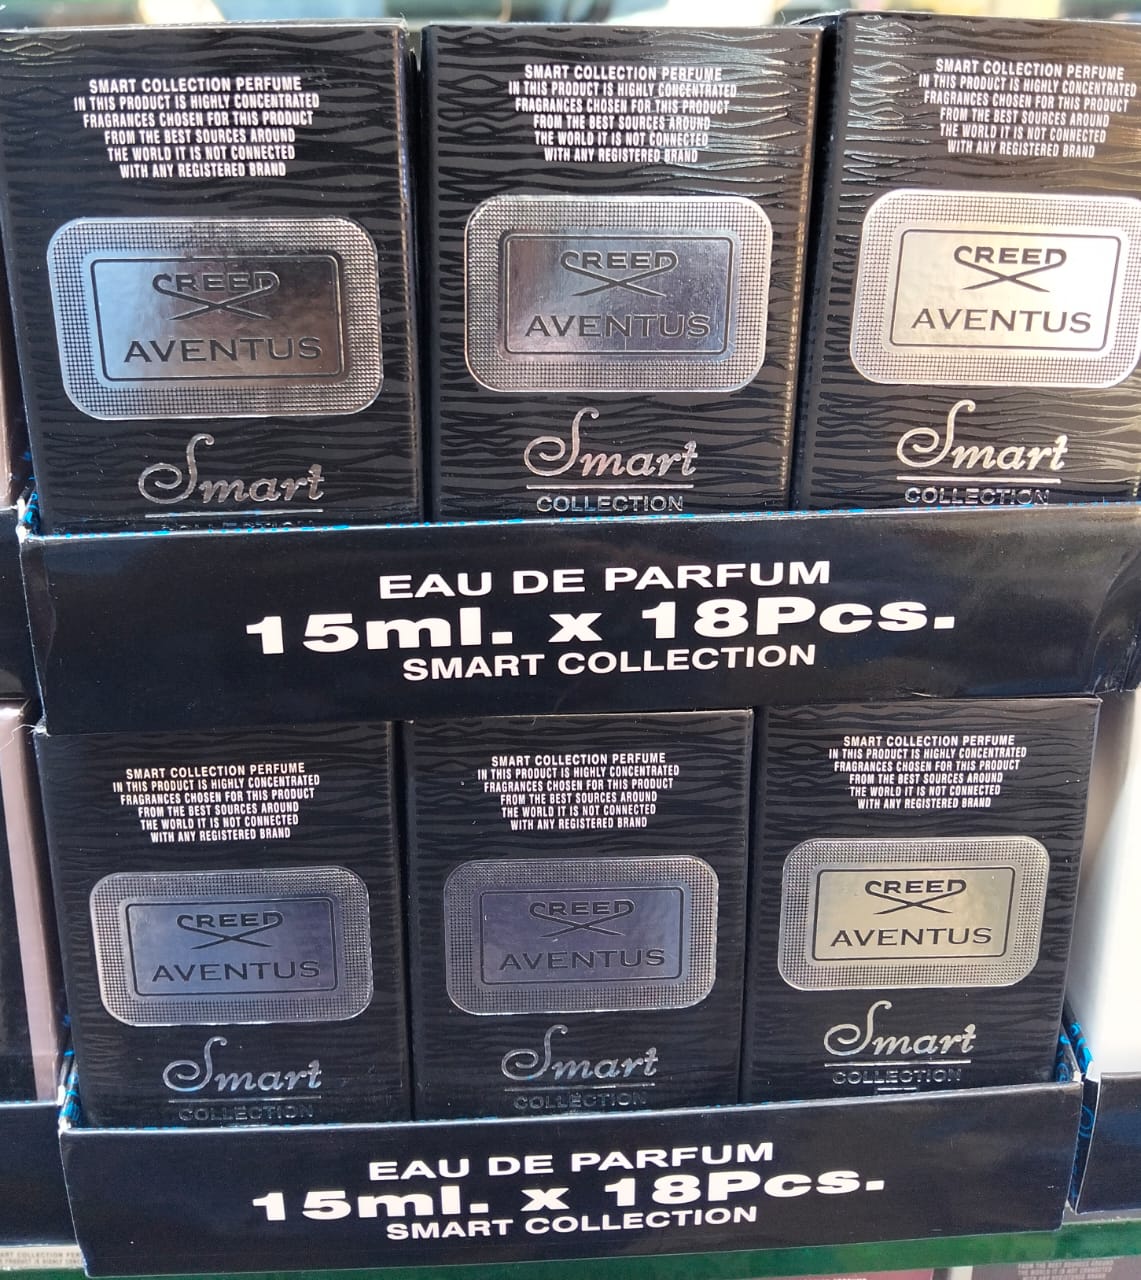 SMART COLLECTION PERFUME
IN THIS PRODUCT IS HIGHLY CONCENTRATED
FRAGRANCES CHOSEN FOR THIS PRODUCT
FROM THE BEST SOURCES AROUND
THE WORLD IT IS NOT CONNECTED
WITH ANY REGISTERED BRAND
CREED
AVENTUS
Smart
COLLECTION
SMART COLLECTION PERFUME
IN THIS PRODUCT IS HIGHLY CONCENTRATED
FRAGRANCES CHOSEN FOR THIS PRODUCT
FROM THE BEST SOURCES AROUND
THE WORLD IT IS NOT CONNECTED
WITH ANY REGISTERED BRAND
CREED
AVENTUS
Smart
COLLECTION
SMART COLLECTION PERFUME
IN THIS PRODUCT IS HIGHLY CONCENTRATED
FRAGRANCES CHOSEN FOR THIS PRODUCT
FROM THE BEST SOURCES AROUND
THE WORLD IT IS NOT CONNECTED
WITH ANY REGISTERED BRAND
CREED
AVENTUS
Smart
COLLECTION
EAU DE PARFUM
15ml. x 18Pcs.
SMART COLLECTION
SMART COLLECTION PERFUME
IN THIS PRODUCT IS HIGHLY CONCENTRATED
FRAGRANCES CHOSEN FOR THIS PRODUCT
FROM THE BEST SOURCES AROUND
THE WORLD IT IS NOT CONNECTED
WITH ANY REGISTERED BRAND
CREED
AVENTUS
Smart
COLLECTION
SMART COLLECTION PERFUME
IN THIS PRODUCT IS HIGHLY CONCENTRATED
FRAGRANCES CHOSEN FOR THIS PRODUCT
FROM THE BEST SOURCES AROUND
THE WORLD IT IS NOT CONNECTED
WITH ANY REGISTERED BRAND
CREED
AVENTUS
Smart
COLLECTION
SMART COLLECTION PERFUME
IN THIS PRODUCT IS HIGHLY CONCENTRATED
FRAGRANCES CHOSEN FOR THIS PRODUCT
FROM THE BEST SOURCES AROUND
THE WORLD IT IS NOT CONNECTED
WITH ANY REGISTERED BRAND
CREED
AVENTUS
Smart
COLLECTION
EAU DE PARFUM
15ml. x 18Pcs.
SMART COLLECTION